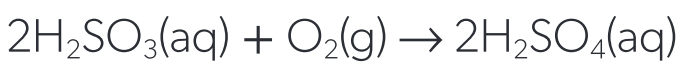 2H₂SO₃(aq) + O₂(g) → 2H₂SO₄(aq)